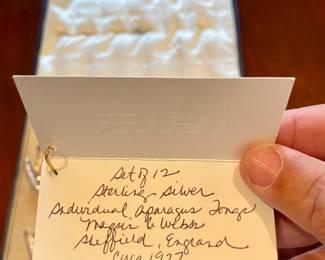 Set of 12
Sterling Silver
Individual Asparagus Tongs
Mappin & Webb
Sheffield, England
Circa 1927